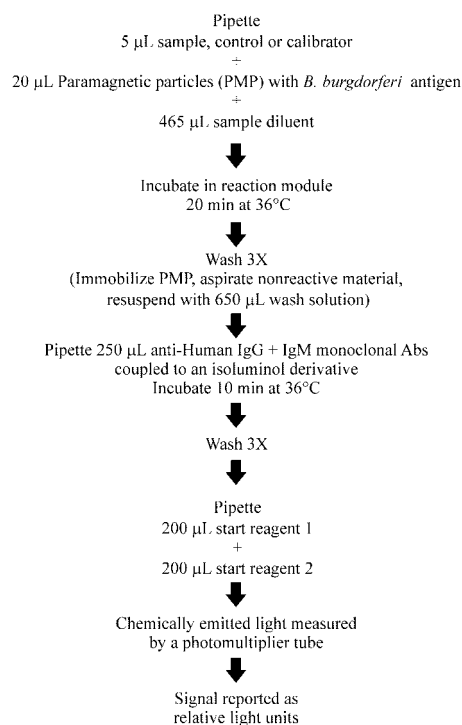 Pipette
5 µL sample, control or calibrator
+
20 µL Paramagnetic particles (PMP) with B. burgdorferi antigen
+
465 µL sample diluent
Incubate in reaction module
20 min at 36°C
Wash 3X
(Immobilize PMP, aspirate nonreactive material,
resuspend with 650 µL wash solution)
Pipette 250 µL anti-Human IgG + IgM monoclonal Abs
coupled to an isoluminol derivative
Incubate 10 min at 36°C
Wash 3X
Pipette
200 µL start reagent 1
+
200 µL start reagent 2
Chemically emitted light measured
by a photomultiplier tube
Signal reported as
relative light units